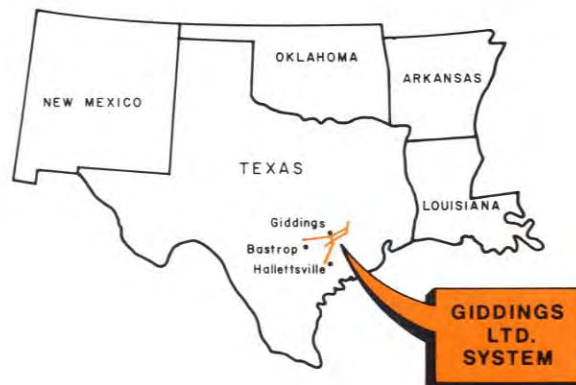 OKLAHOMA
ARKANSAS
NEW MEXICO
TEXAS
LOUISIANA
Giddings
Bastrop
Hallettsville
GIDDINGS
LTD.
SYSTEM